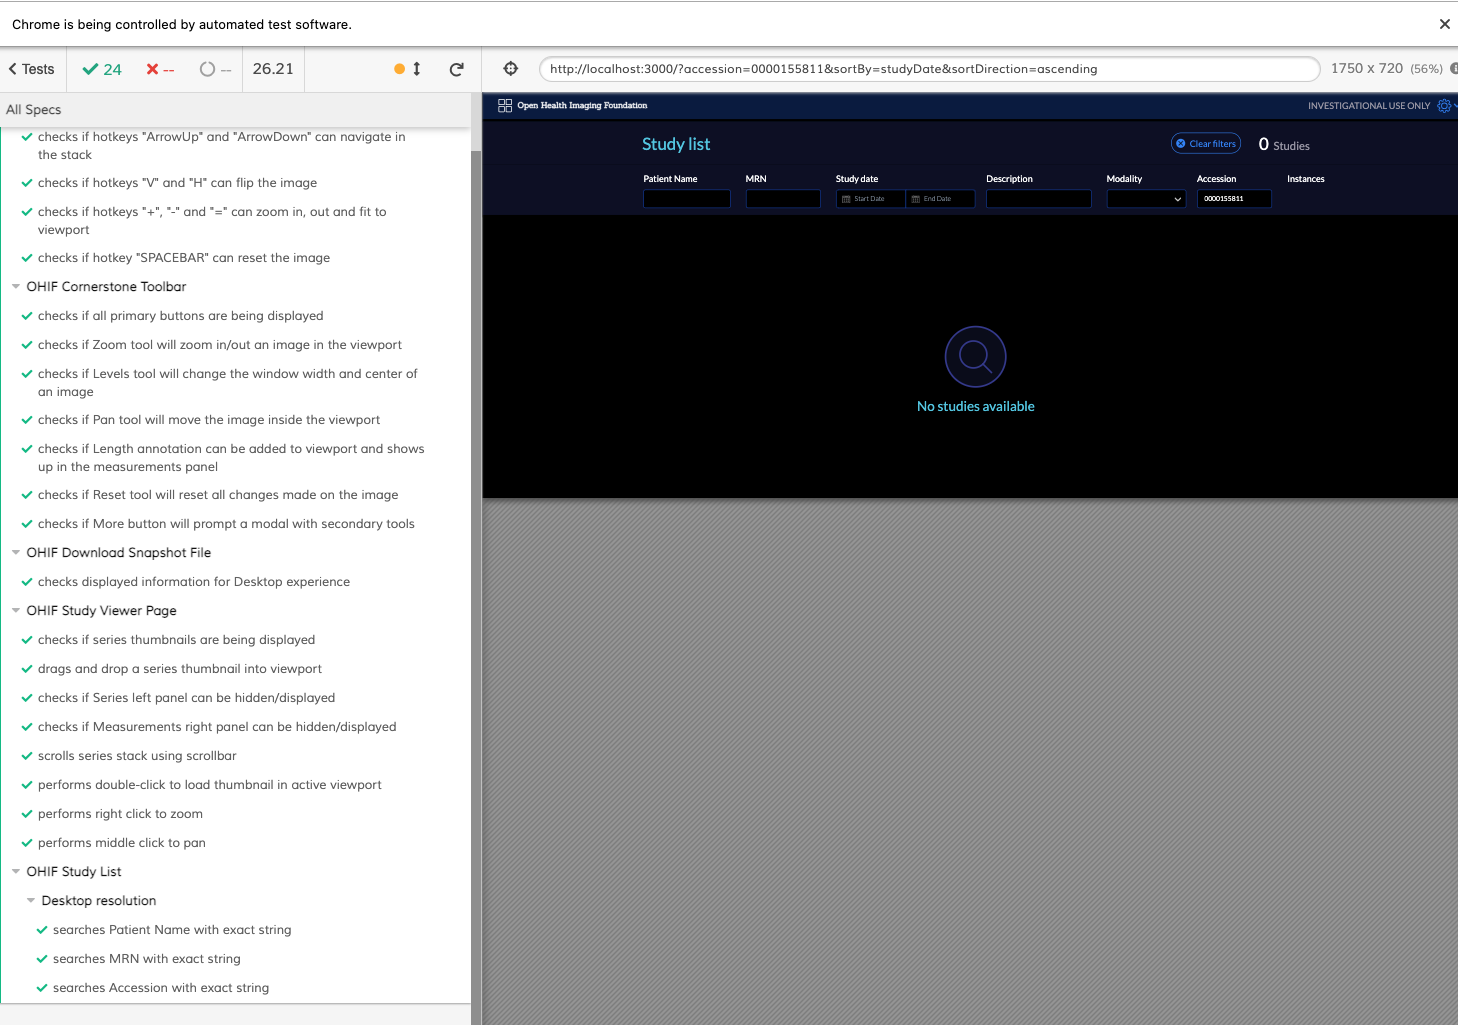 Chrome is being controlled by automated test software.
Tests
24
--
--
26.21
http://localhost:3000/?accession=0000155811&sortBy=studyDate&sortDirection=ascending
1750 x 720 (56%)
All Specs
checks if hotkeys "ArrowUp" and "ArrowDown" can navigate in
the stack
checks if hotkeys "V" and "H" can flip the image
checks if hotkeys "+", "-" and "=" can zoom in, out and fit to
viewport
checks if hotkey "SPACEBAR" can reset the image
OHIF Cornerstone Toolbar
checks if all primary buttons are being displayed
checks if Zoom tool will zoom in/out an image in the viewport
checks if Levels tool will change the window width and center of
an image
checks if Pan tool will move the image inside the viewport
checks if Length annotation can be added to viewport and shows
up in the measurements panel
checks if Reset tool will reset all changes made on the image
checks if More button will prompt a modal with secondary tools
OHIF Download Snapshot File
checks displayed information for Desktop experience
OHIF Study Viewer Page
checks if series thumbnails are being displayed
drags and drop a series thumbnail into viewport
checks if Series left panel can be hidden/displayed
checks if Measurements right panel can be hidden/displayed
scrolls series stack using scrollbar
performs double-click to load thumbnail in active viewport
performs right click to zoom
performs middle click to pan
OHIF Study List
Desktop resolution
searches Patient Name with exact string
searches MRN with exact string
searches Accession with exact string
Open Health Imaging Foundation
INVESTIGATIONAL USE ONLY
Study list
Clear filters
0 Studies
Patient Name
MRN
Study date
Description
Modality
Accession
Instances
Start Date
End Date
0000155811
No studies available